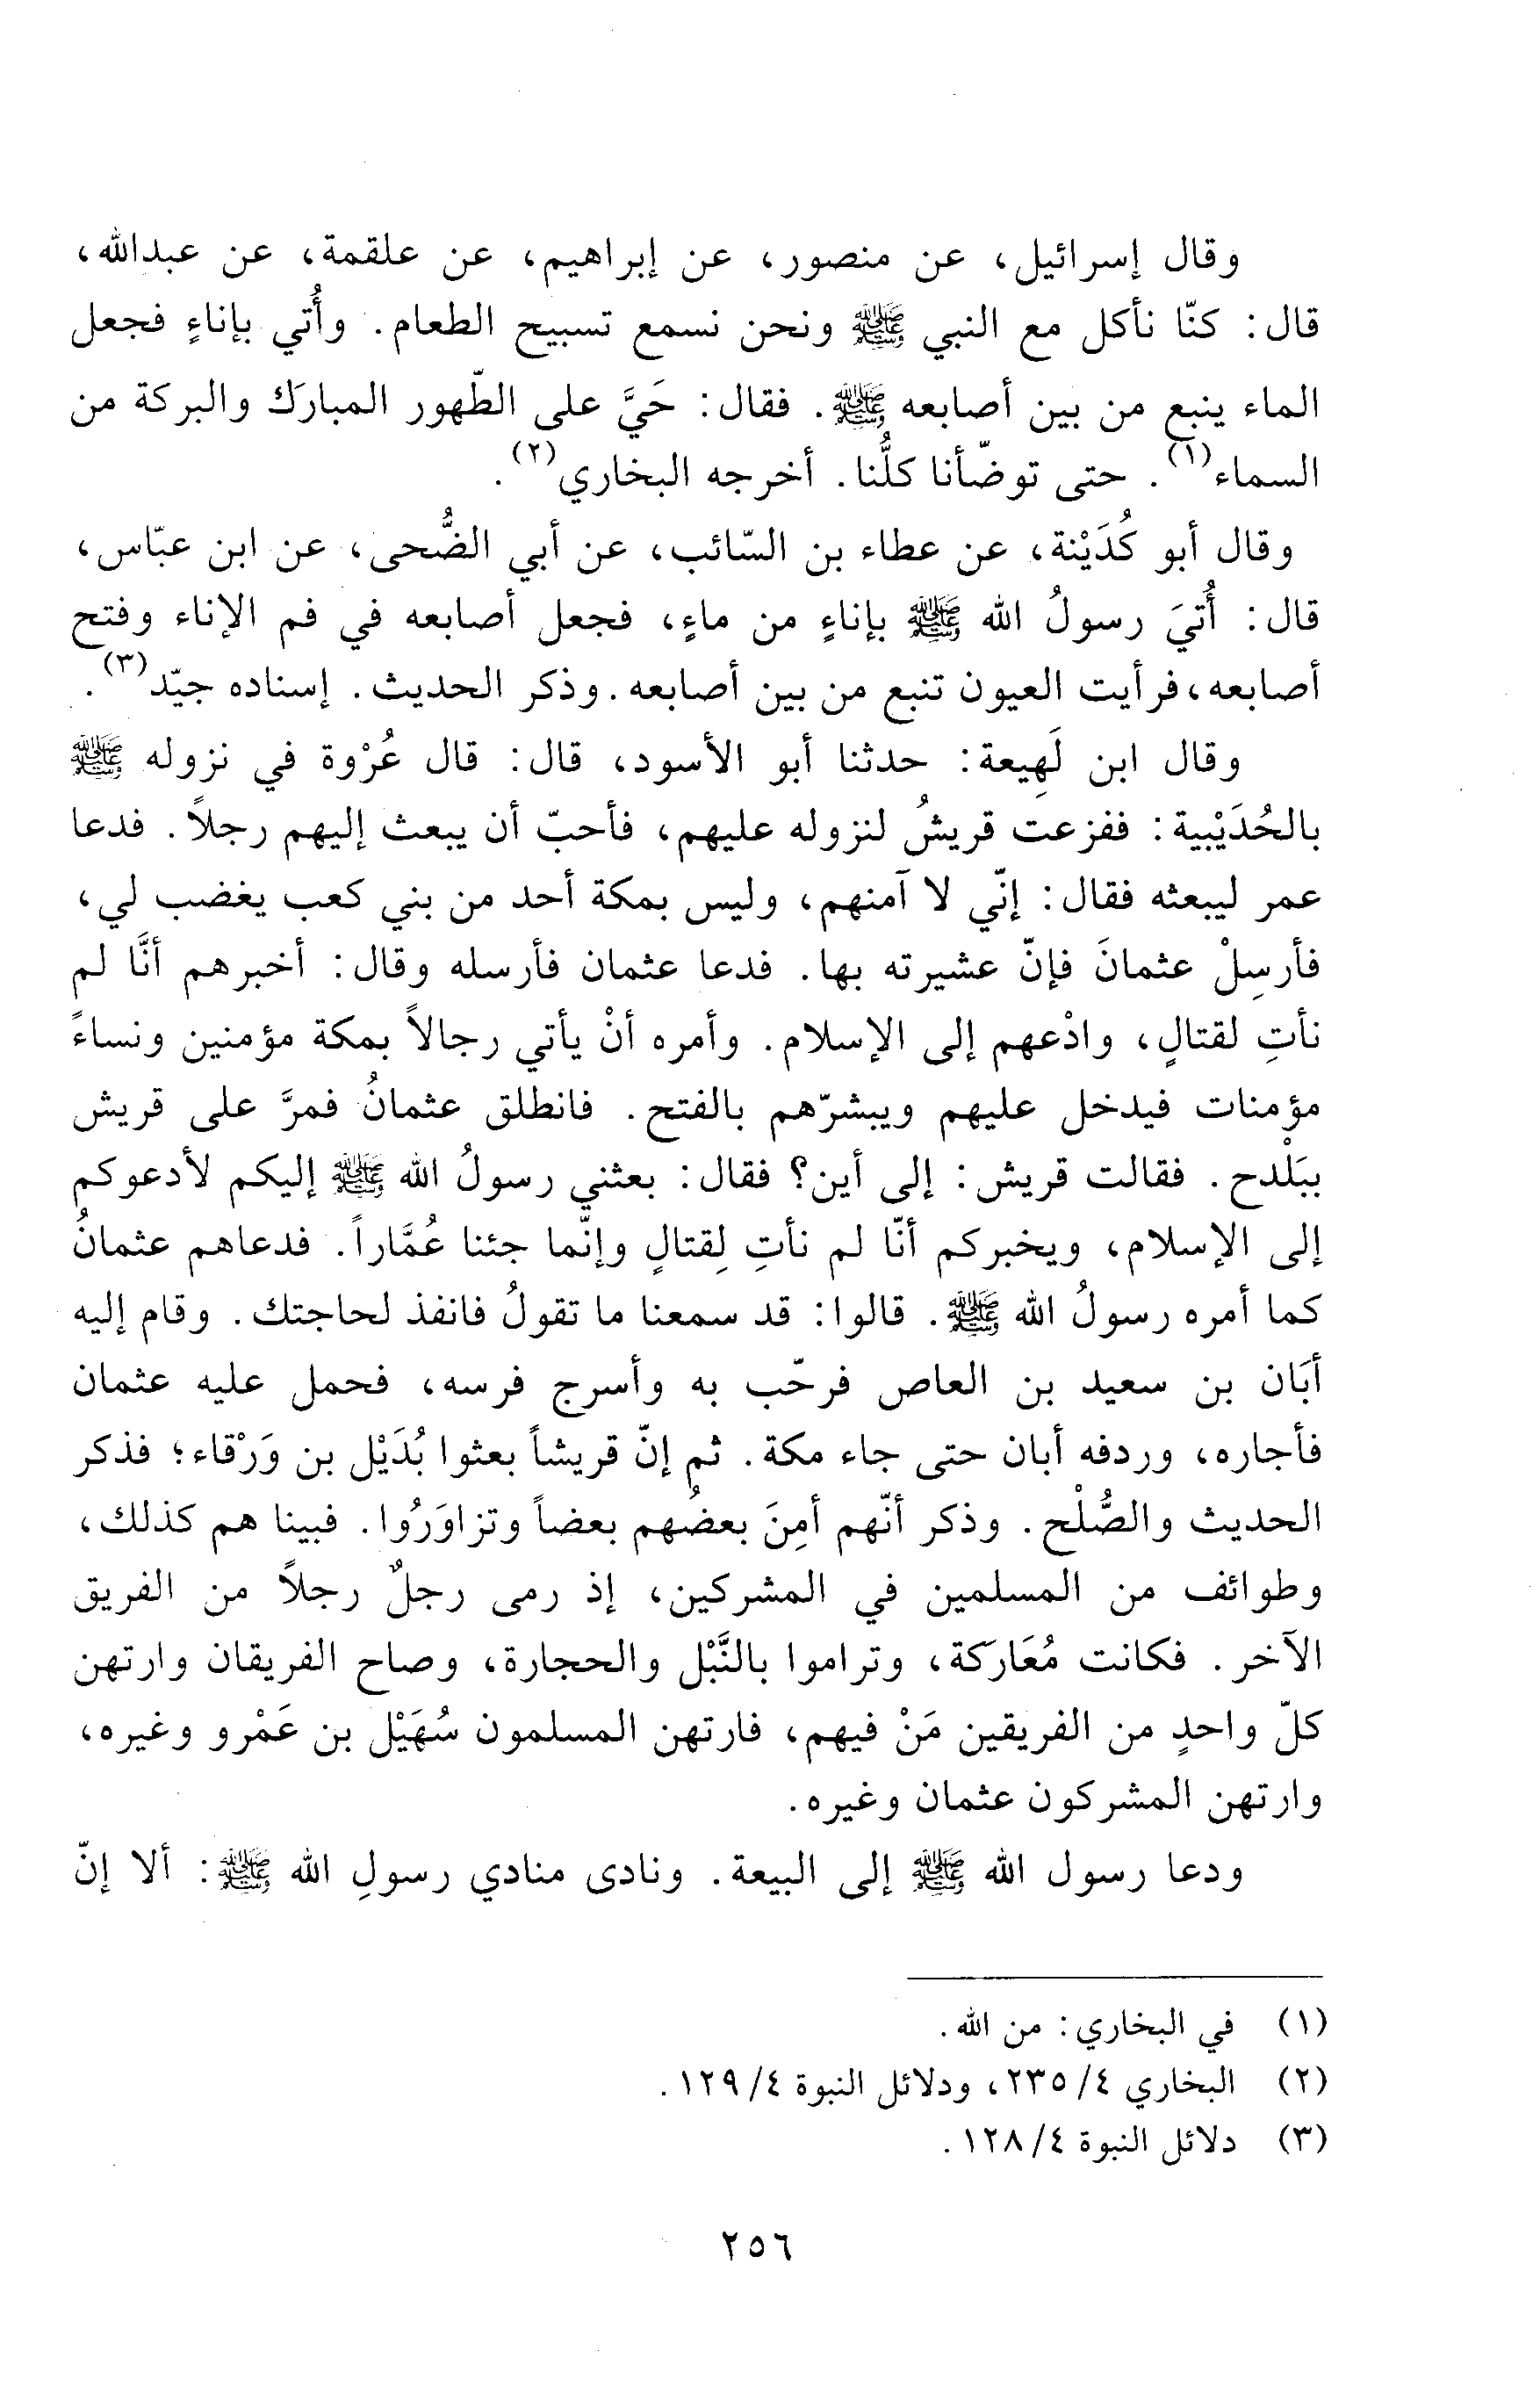 وقال إسرائيل، عن منصور، عن إبراهيم، عن علقمة، عن عبدالله،
قال: كنّا نأكل مع النبي ﷺ ونحن نسمع تسبيح الطعام. وأُتي بإناءٍ فجعل
الماء ينبع من بين أصابعه ﷺ. فقال: حَيَّ على الطّهور المبارَك والبركة من
السماء(١). حتى توضّأنا كلُّنا. أخرجه البخاري(٢).
وقال أبو كُدَيْنة، عن عطاء بن السّائب، عن أبي الضُّحى، عن ابن عبّاس،
قال: أُتيَ رسولُ الله ﷺ بإناءٍ من ماءٍ، فجعل أصابعه في فم الإناء وفتح
أصابعه، فرأيت العيون تنبع من بين أصابعه. وذكر الحديث. إسناده جيّد(٣).
وقال ابن لَهِيعة: حدثنا أبو الأسود، قال: قال عُرْوة في نزوله ﷺ
بالحُدَيْبية: ففزعت قريشُ لنزوله عليهم، فأحبّ أن يبعث إليهم رجلاً. فدعا
عمر ليبعثه فقال: إنّي لا آمنهم، وليس بمكة أحد من بني كعب يغضب لي،
فأرسِلْ عثمانَ فإنّ عشيرته بها. فدعا عثمان فأرسله وقال: أخبرهم أنَّا لم
نأتِ لقتالٍ، وادْعهم إلى الإسلام. وأمره أنْ يأتي رجالاً بمكة مؤمنين ونساءً
مؤمنات فيدخل عليهم ويبشرّهم بالفتح. فانطلق عثمانُ فمرَّ على قريش
ببَلْدح. فقالت قريش: إلى أين؟ فقال: بعثني رسولُ الله ﷺ إليكم لأدعوكم
إلى الإسلام، ويخبركم أنّا لم نأتِ لِقتالٍ وإنّما جئنا عُمَّاراً. فدعاهم عثمانُ
كما أمره رسولُ الله ﷺ. قالوا: قد سمعنا ما تقولُ فانفذ لحاجتك. وقام إليه
أبَان بن سعيد بن العاص فرحّب به وأسرج فرسه، فحمل عليه عثمان
فأجاره، وردفه أبان حتى جاء مكة. ثم إنّ قريشاً بعثوا بُدَيْل بن وَرْقاء؛ فذكر
الحديث والصُّلْح. وذكر أنّهم أمِنَ بعضُهم بعضاً وتزاوَرُوا. فبينا هم كذلك،
وطوائف من المسلمين في المشركين، إذ رمى رجلٌ رجلاً من الفريق
الآخر. فكانت مُعَارَكة، وتراموا بالنَّبْل والحجارة، وصاح الفريقان وارتهن
كلّ واحدٍ من الفريقين مَنْ فيهم، فارتهن المسلمون سُهَيْل بن عَمْرو وغيره،
وارتهن المشركون عثمان وغيره.
ودعا رسول الله ﷺ إلى البيعة. ونادى منادي رسولِ الله ﷺ: ألا إنّ
(١) في البخاري: من الله.
(٢) البخاري ٤/ ٢٣٥، ودلائل النبوة ٤/ ١٢٩.
(٣) دلائل النبوة ٤/ ١٢٨.
٢٥٦